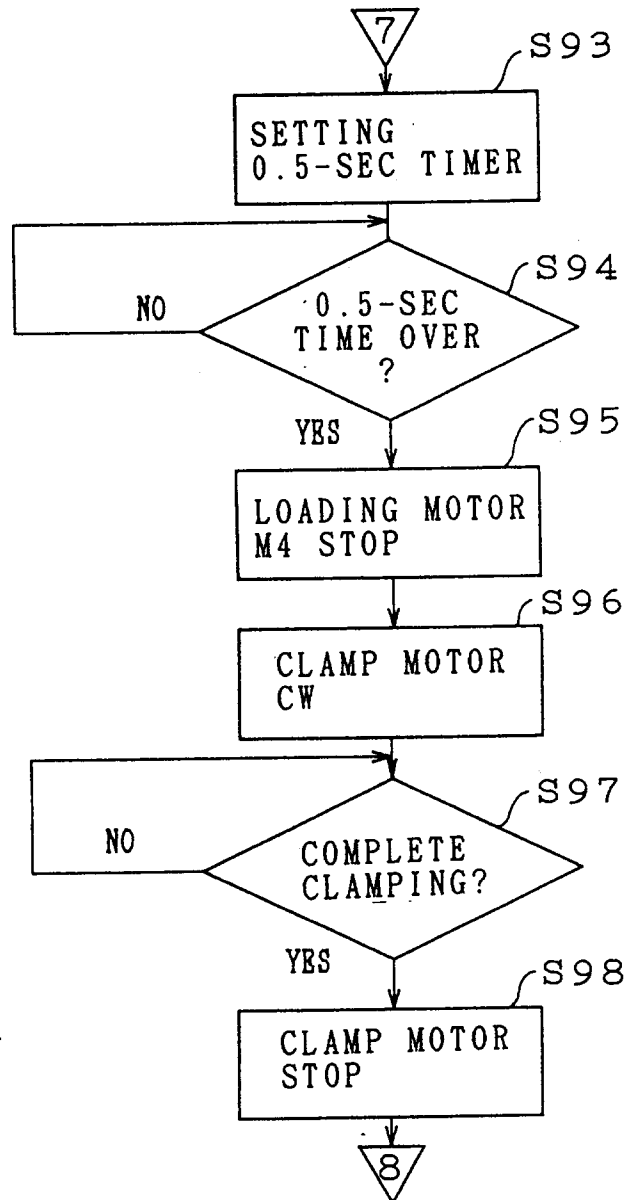 7
S93
SETTING
0.5-SEC TIMER
S94
0.5-SEC
TIME OVER
?
NO
YES
S95
LOADING MOTOR
M4 STOP
S96
CLAMP MOTOR
CW
S97
COMPLETE
CLAMPING?
NO
YES
S98
CLAMP MOTOR
STOP
8